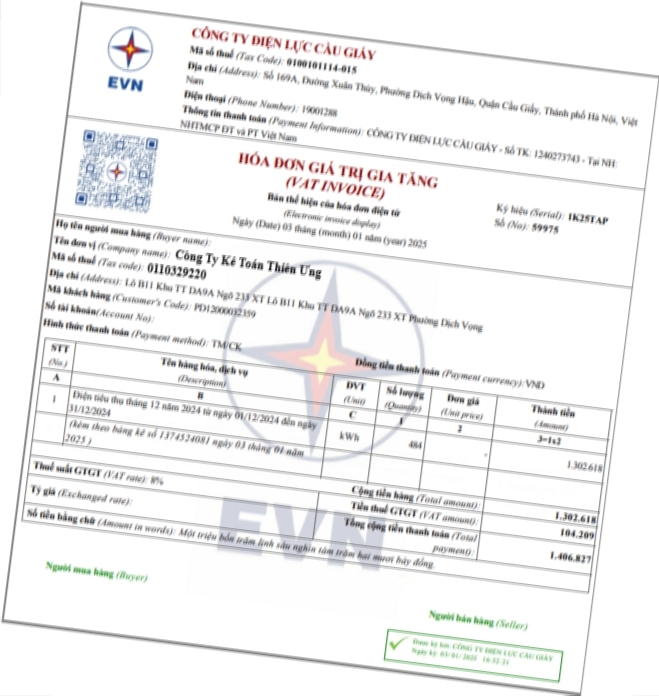 EVN
CÔNG TY ĐIỆN LỰC CẦU GIẤY
Mã số thuế (Tax Code): 0100101114-015
Địa chỉ (Address): Số 169A, Đường Xuân Thủy, Phường Dịch Vọng Hậu, Quận Cầu Giấy, Thành phố Hà Nội, Việt
Nam
Điện thoại (Phone Number): 19001288
Thông tin thanh toán (Payment Information): CÔNG TY ĐIỆN LỰC CẦU GIẤY - Số TK: 1240273743 - Tại NH:
NHTMCP ĐT và PT Việt Nam
HÓA ĐƠN GIÁ TRỊ GIA TĂNG
(VAT INVOICE)
Bản thể hiện của hóa đơn điện tử
(Electronic invoice display)
Ngày (Date) 03 tháng (month) 01 năm (year) 2025
Ký hiệu (Serial): 1K25TAP
Số (No): 59975
Họ tên người mua hàng (Buyer name):
Tên đơn vị (Company name): Công Ty Kế Toán Thiên Ưng
Mã số thuế (Tax code): 0110329220
Địa chỉ (Address): Lô B11 Khu TT DA9A Ngõ 233 XT Lô B11 Khu TT DA9A Ngõ 233 XT Phường Dịch Vọng
Mã khách hàng (Customer's Code): PD12000032359
Số tài khoản(Account No):
Hình thức thanh toán (Payment method): TM/CK
Đồng tiền thanh toán (Payment currency): VND
STT (No.) Tên hàng hóa, dịch vụ (Description) ĐVT (Unit) Số lượng (Quantity) Đơn giá (Unit price) Thành tiền (Amount)
A B C 1 2 3=1x2
1 Điện tiêu thụ tháng 12 năm 2024 từ ngày 01/12/2024 đến ngày
31/12/2024 kWh 484 1.302.618
(kèm theo bảng kê số 1374524081 ngày 03 tháng 01 năm
2025 )
Cộng tiền hàng (Total amount): 1.302.618
Thuế suất GTGT (VAT rate): 8% Tiền thuế GTGT (VAT amount): 104.209
Tỷ giá (Exchanged rate): Tổng cộng tiền thanh toán (Total
payment): 1.406.827
Số tiền bằng chữ (Amount in words): Một triệu bốn trăm linh sáu nghìn tám trăm hai mươi bảy đồng.
EVN
Người mua hàng (Buyer)
Người bán hàng (Seller)
Được ký bởi: CÔNG TY ĐIỆN LỰC CẦU GIẤY
Ngày ký: 03/01/2025 16:32:21